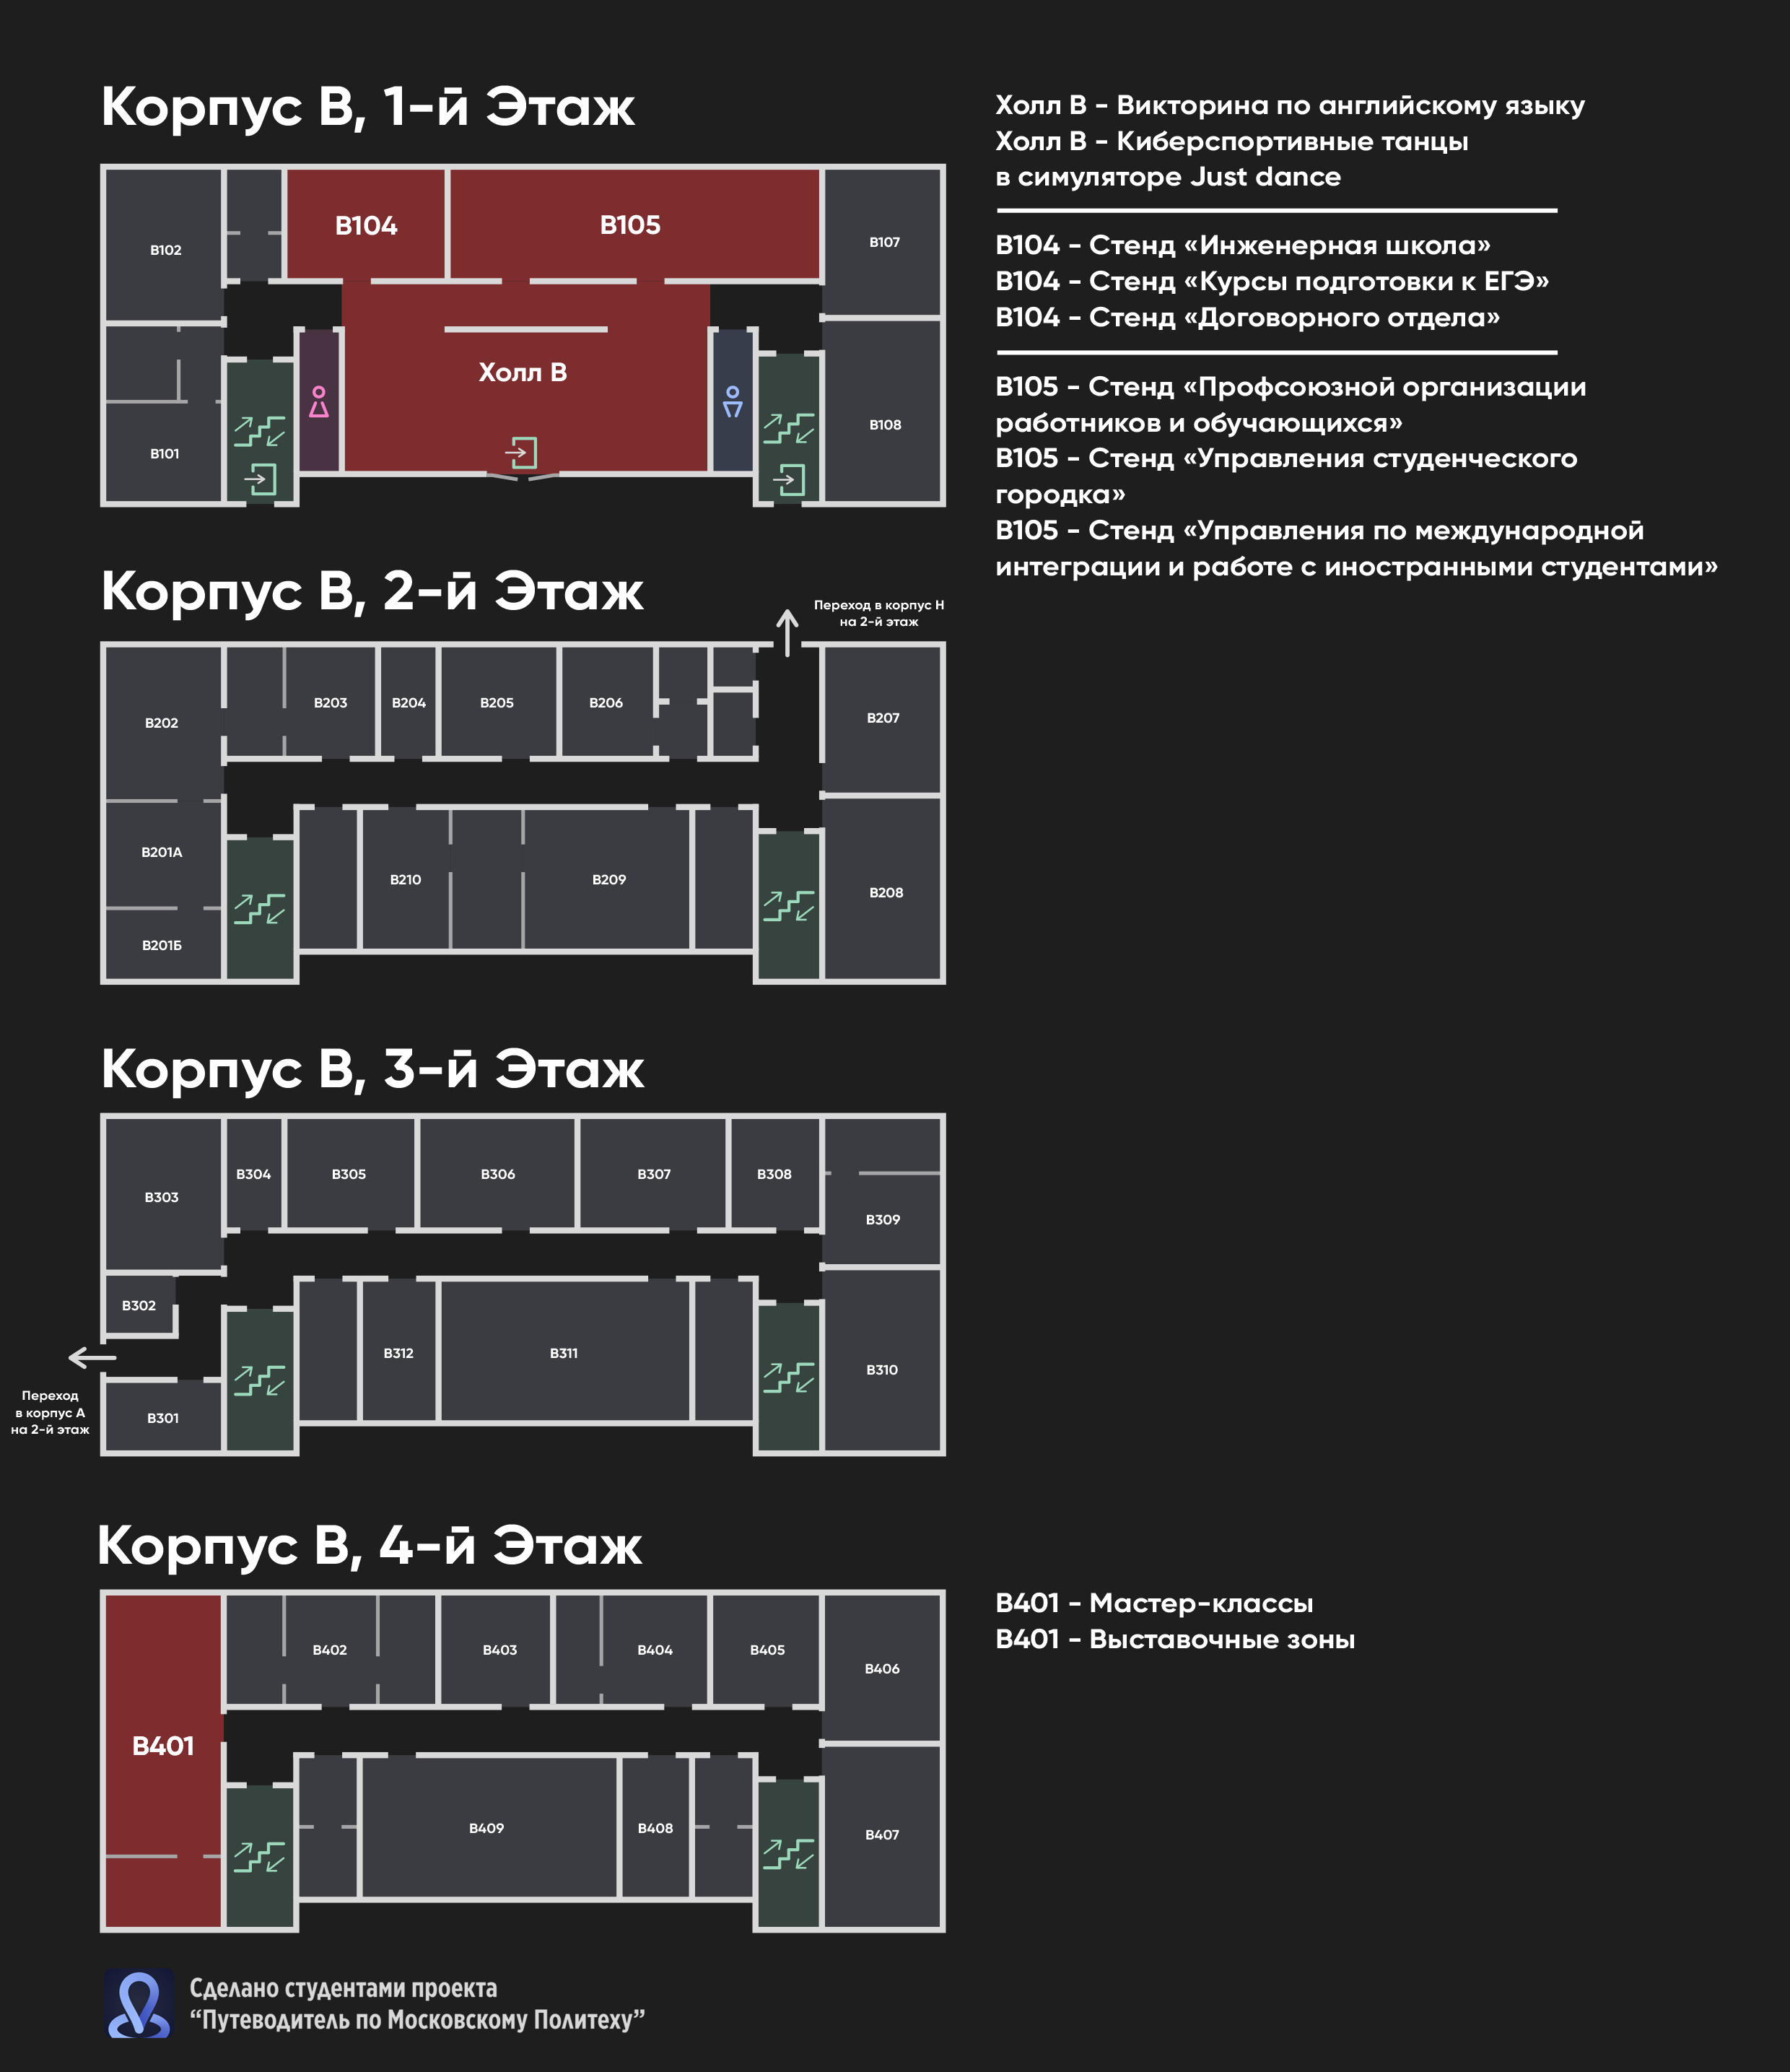 Корпус В, 1-й Этаж
Холл В - Викторина по английскому языку
Холл В - Киберспортивные танцы
в симуляторе Just dance
В104 - Стенд «Инженерная школа»
В104 - Стенд «Курсы подготовки к ЕГЭ»
В104 - Стенд «Договорного отдела»
В105 - Стенд «Профсоюзной организации
работников и обучающихся»
В105 - Стенд «Управления студенческого
городка»
В105 - Стенд «Управления по международной
интеграции и работе с иностранными студентами»
В102
В104
В105
В107
Холл В
В101
В108
Корпус В, 2-й Этаж
Переход в корпус Н
на 2-й этаж
В202
В203
В204
В205
В206
В207
В201А
В210
В209
В208
В201Б
Корпус В, 3-й Этаж
В303
В304
В305
В306
В307
В308
В309
В302
В312
В311
В310
В301
Переход
в корпус А
на 2-й этаж
Корпус В, 4-й Этаж
В401 - Мастер-классы
В401 - Выставочные зоны
В401
В402
В403
В404
В405
В406
В409
В408
В407
Сделано студентами проекта
“Путеводитель по Московскому Политеху”